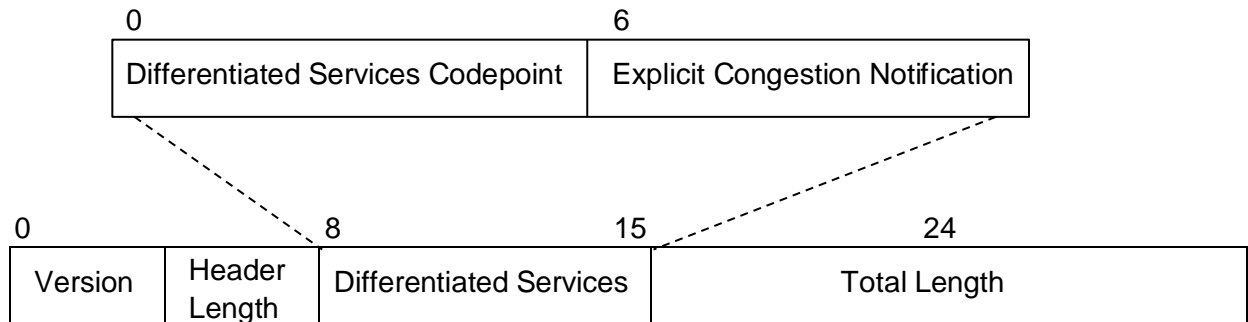 0 6
Differentiated Services Codepoint Explicit Congestion Notification
0 8 15 24
Version Header Length Differentiated Services Total Length